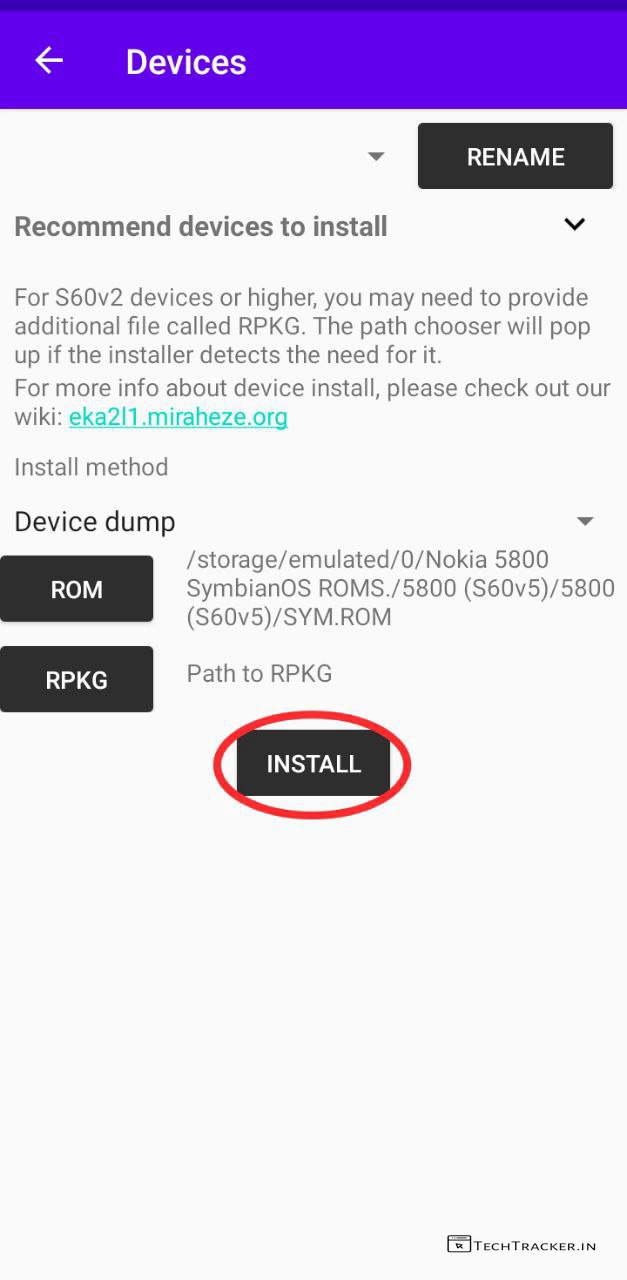 Devices
RENAME
Recommend devices to install
For S60v2 devices or higher, you may need to provide
additional file called RPKG. The path chooser will pop
up if the installer detects the need for it.
For more info about device install, please check out our
wiki: eka2l1.miraheze.org
Install method
Device dump
ROM
/storage/emulated/0/Nokia 5800
SymbianOS ROMS./5800 (S60v5)/5800
(S60v5)/SYM.ROM
RPKG
Path to RPKG
INSTALL
TECHTRACKER.IN